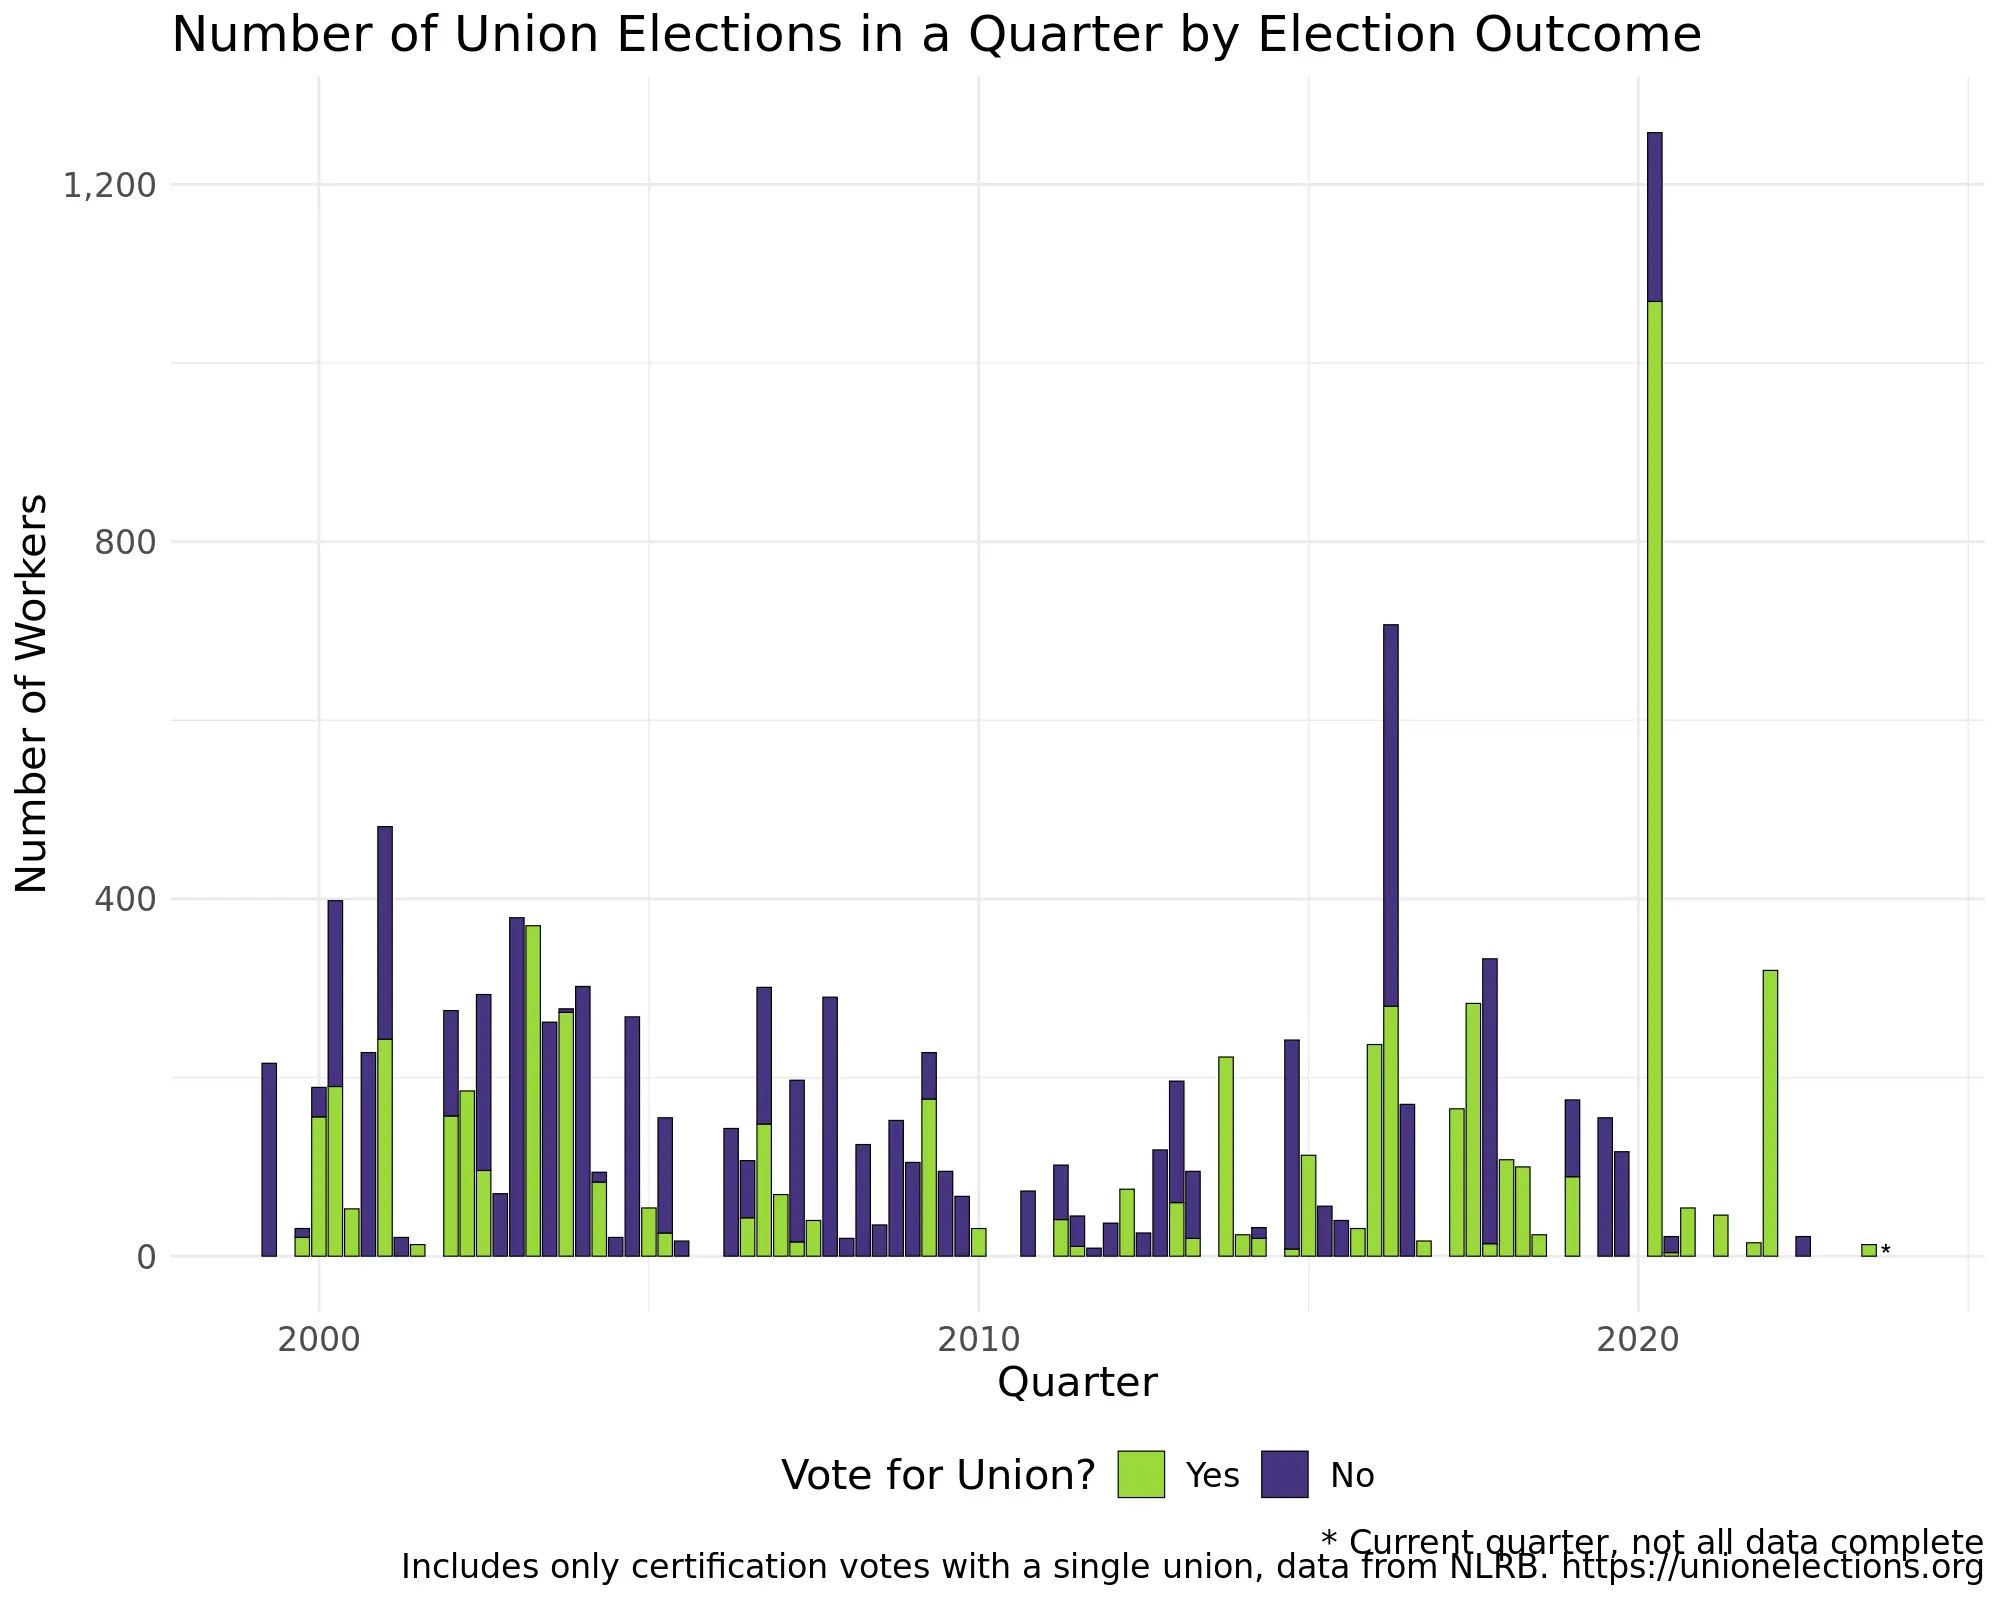 Number of Union Elections in a Quarter by Election Outcome
Number of Workers
1,200
800
400
0
*
2000
2010
2020
Quarter
Vote for Union?
Yes
No
* Current quarter, not all data complete
Includes only certification votes with a single union, data from NLRB. https://unionelections.org